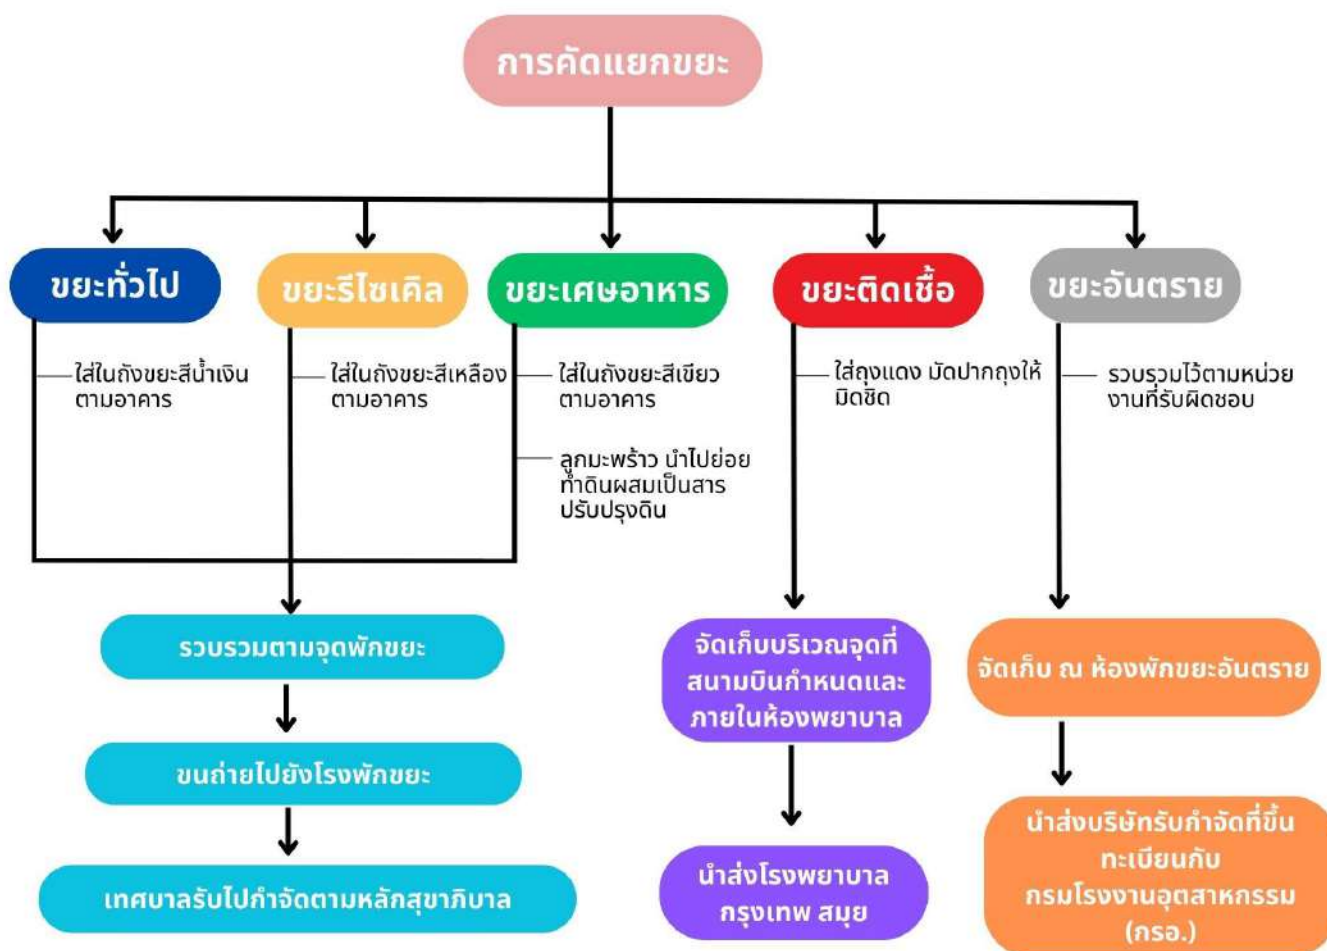 การคัดแยกขยะ
ขยะทั่วไป
ขยะรีไซเคิล
ขยะเศษอาหาร
ขยะติดเชื้อ
ขยะอันตราย
ใส่ในถังขยะสีน้ำเงิน
ตามอาคาร
ใส่ในถังขยะสีเหลือง
ตามอาคาร
ใส่ในถังขยะสีเขียว
ตามอาคาร
ลูกมะพร้าว นำไปย่อย
ทำดินผสมเป็นสาร
ปรับปรุงดิน
ใส่ถุงแดง มัดปากถุงให้
มิดชิด
รวบรวมไว้ตามหน่วย
งานที่รับผิดชอบ
รวบรวมตามจุดพักขยะ
ขนถ่ายไปยังโรงพักขยะ
เทศบาลรับไปกำจัดตามหลักสุขาภิบาล
จัดเก็บบริเวณจุดที่
สนามบินกำหนดและ
ภายในห้องพยาบาล
นำส่งโรงพยาบาล
กรุงเทพ สมุย
จัดเก็บ ณ ห้องพักขยะอันตราย
นำส่งบริษัทรับกำจัดที่ขึ้น
ทะเบียนกับ
กรมโรงงานอุตสาหกรรม
(กรอ.)